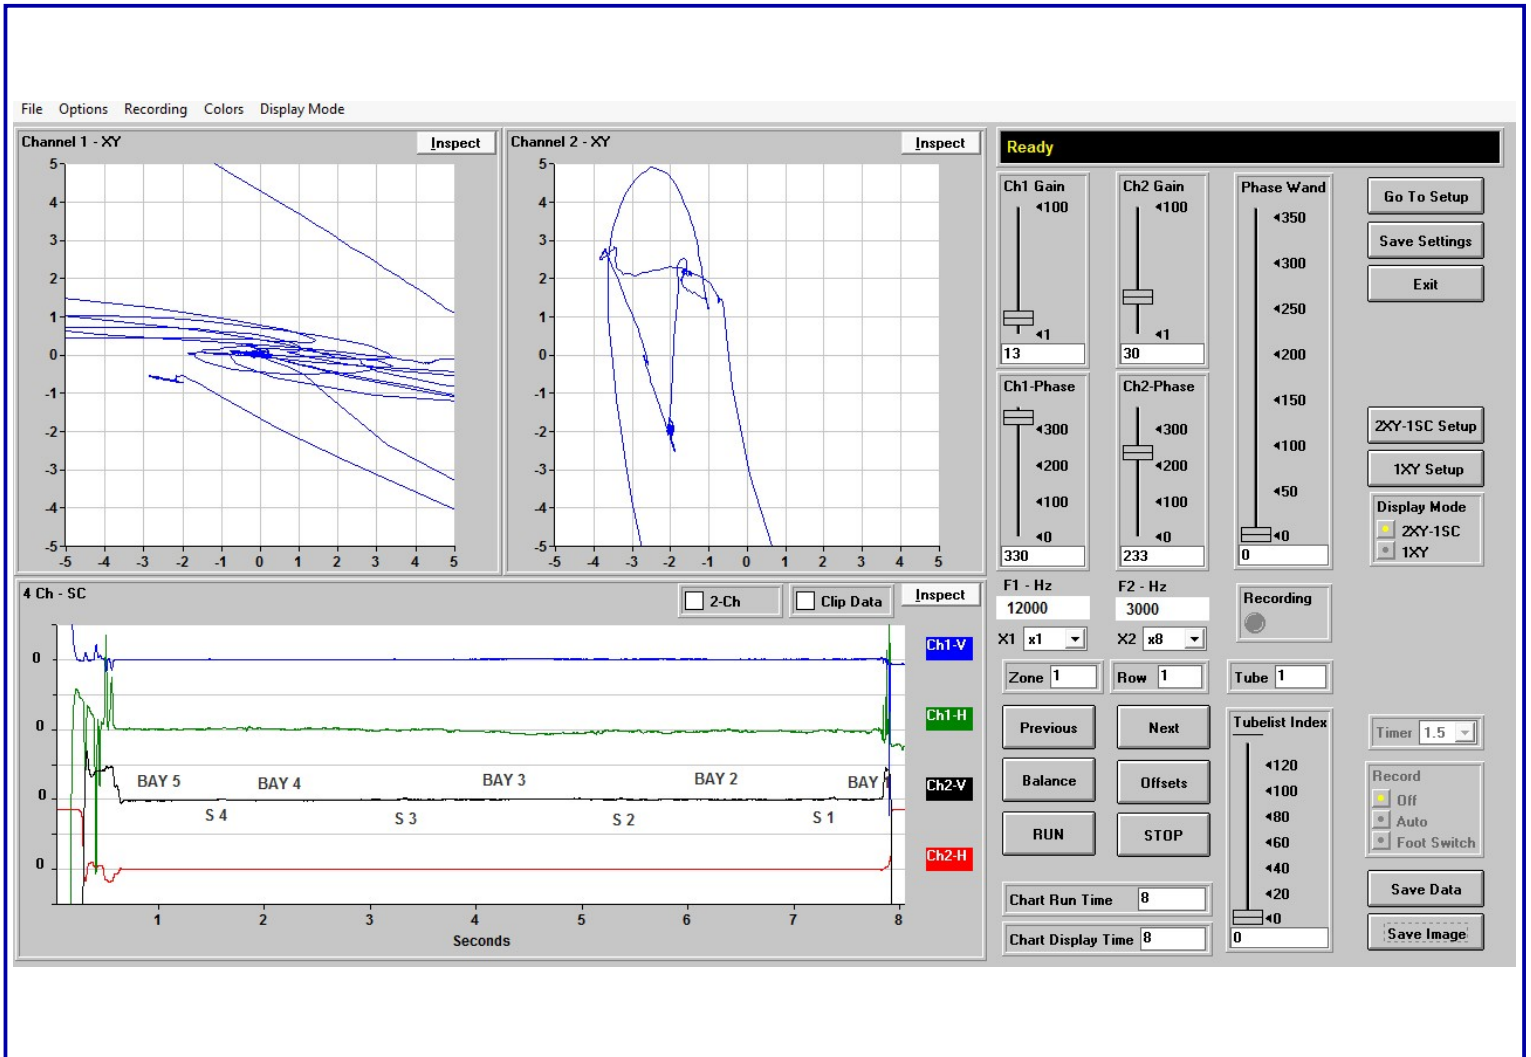 File Options Recording Colors Display Mode
Channel 1 - XY
Inspect
5
4
3
2
1
0
-1
-2
-3
-4
-5
-5 -4 -3 -2 -1 0 1 2 3 4 5
Channel 2 - XY
Inspect
5
4
3
2
1
0
-1
-2
-3
-4
-5
-5 -4 -3 -2 -1 0 1 2 3 4 5
4 Ch - SC
2-Ch
Clip Data
Inspect
0
0
0
0
Ch1-V
Ch1-H
Ch2-V
Ch2-H
BAY 5
BAY 4
BAY 3
BAY 2
BAY
S 4
S 3
S 2
S 1
1 2 3 4 5 6 7 8
Seconds
Ready
Ch1 Gain
100
1
13
Ch2 Gain
100
1
30
Phase Wand
350
300
250
200
150
100
50
0
0
Ch1-Phase
300
200
100
0
330
Ch2-Phase
300
200
100
0
233
Go To Setup
Save Settings
Exit
2XY-1SC Setup
1XY Setup
Display Mode
2XY-1SC
1XY
F1 - Hz
12000
F2 - Hz
3000
Recording
X1 x1
X2 x8
Zone 1
Row 1
Tube 1
Previous
Next
Balance
Offsets
RUN
STOP
Tubelist Index
120
100
80
60
40
20
0
0
Timer 1.5
Record
Off
Auto
Foot Switch
Chart Run Time 8
Chart Display Time 8
Save Data
Save Image